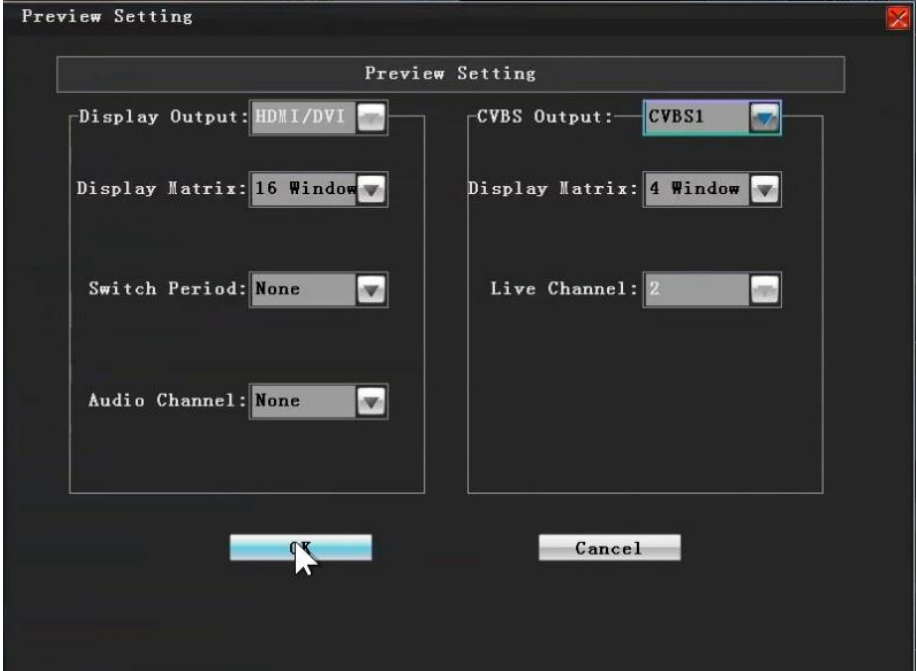 Preview Setting
Preview Setting
Display Output: HDMI/DVI
CVBS Output: CVBS1
Display Matrix: 16 Window
Display Matrix: 4 Window
Switch Period: None
Live Channel: 2
Audio Channel: None
OK
Cancel